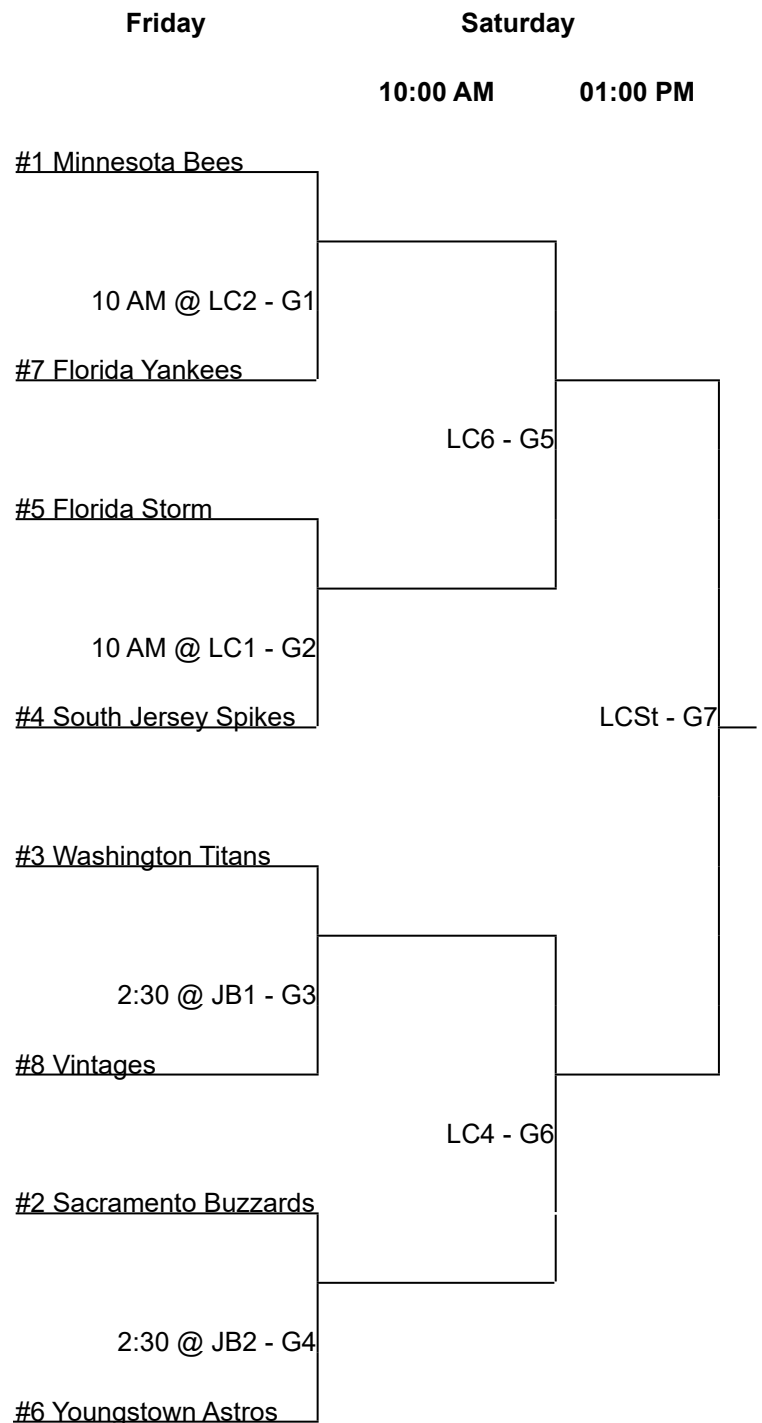 Friday Saturday
10:00 AM 01:00 PM
#1 Minnesota Bees
10 AM @ LC2 - G1
#7 Florida Yankees
LC6 - G5
#5 Florida Storm
10 AM @ LC1 - G2
#4 South Jersey Spikes
LCSt - G7
#3 Washington Titans
2:30 @ JB1 - G3
#8 Vintages
LC4 - G6
#2 Sacramento Buzzards
2:30 @ JB2 - G4
#6 Youngstown Astros